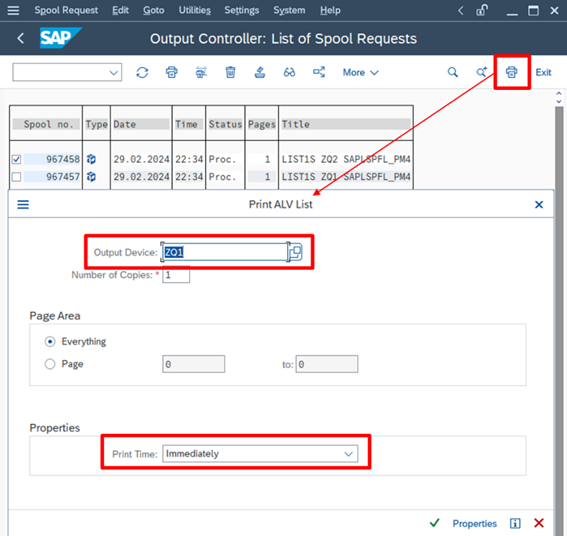 Spool Request Edit Goto Utilities Settings System Help
SAP
Output Controller: List of Spool Requests
More
Exit
Spool no. Type Date Time Status Pages Title
967458 29.02.2024 22:34 Proc. 1 LIST1S ZQ2 SAPLSPFL_PM4
967457 29.02.2024 22:34 Proc. 1 LIST1S ZQ1 SAPLSPFL_PM4
Print ALV List
Output Device: ZQ1
Number of Copies: * 1
Page Area
Everything
Page 0 to: 0
Properties
Print Time: Immediately
Properties